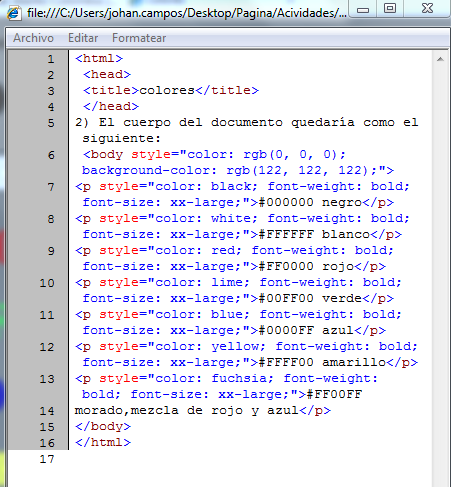 file:///C:/Users/johan.campos/Desktop/Pagina/Acividades/...
Archivo Editar Formatear
1 <html>
2 <head>
3 <title>colores</title>
4 </head>
5 2) El cuerpo del documento quedaría como el
siguiente:
6 <body style="color: rgb(0, 0, 0);
background-color: rgb(122, 122, 122);">
7 <p style="color: black; font-weight: bold;
font-size: xx-large;">#000000 negro</p>
8 <p style="color: white; font-weight: bold;
font-size: xx-large;">#FFFFFF blanco</p>
9 <p style="color: red; font-weight: bold;
font-size: xx-large;">#FF0000 rojo</p>
10 <p style="color: lime; font-weight: bold;
font-size: xx-large;">#00FF00 verde</p>
11 <p style="color: blue; font-weight: bold;
font-size: xx-large;">#0000FF azul</p>
12 <p style="color: yellow; font-weight: bold;
font-size: xx-large;">#FFFF00 amarillo</p>
13 <p style="color: fuchsia; font-weight:
bold; font-size: xx-large;">#FF00FF
14 morado,mezcla de rojo y azul</p>
15 </body>
16 </html>
17